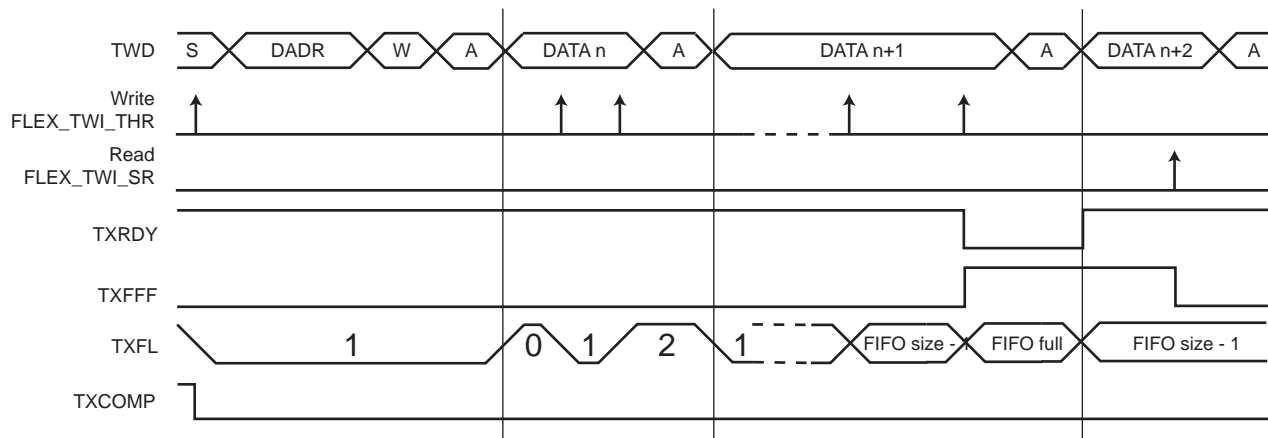 TWD S DADR W A DATA n A DATA n+1 A DATA n+2 A
Write
FLEX_TWI_THR
Read
FLEX_TWI_SR
TXRDY
TXFFF
TXFL 1 0 1 2 1 FIFO size - 1 FIFO full FIFO size - 1
TXCOMP